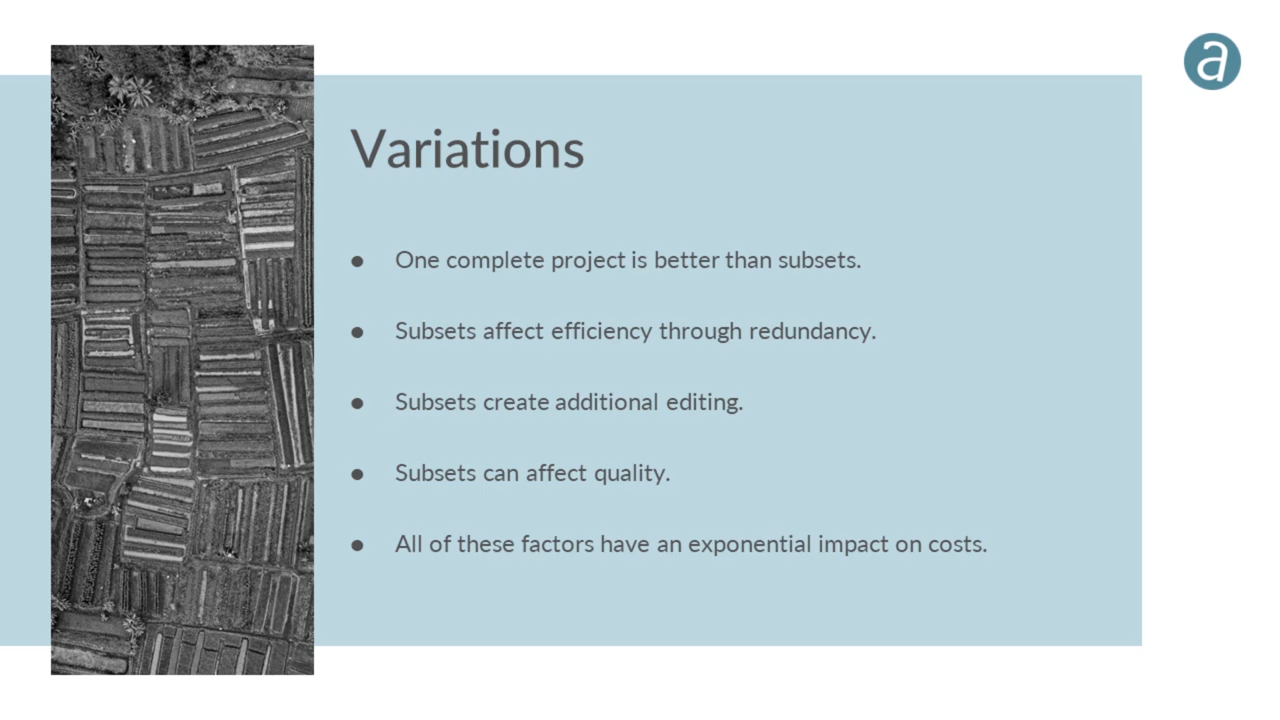 a
Variations
● One complete project is better than subsets.
● Subsets affect efficiency through redundancy.
● Subsets create additional editing.
● Subsets can affect quality.
● All of these factors have an exponential impact on costs.